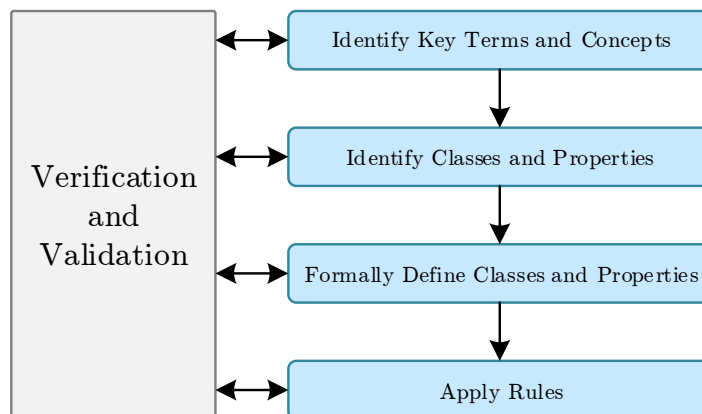 Verification
and
Validation
Identify Key Terms and Concepts
Identify Classes and Properties
Formally Define Classes and Properties
Apply Rules